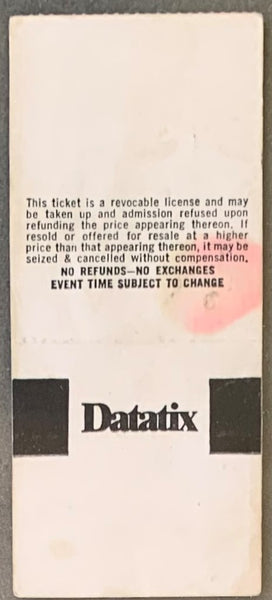 This ticket is a revocable license and may
be taken up and admission refused upon
refunding the price appearing thereon. If
resold or offered for resale at a higher
price than that appearing thereon, it may be
seized & cancelled without compensation.
NO REFUNDS—NO EXCHANGES
EVENT TIME SUBJECT TO CHANGE
Datatix